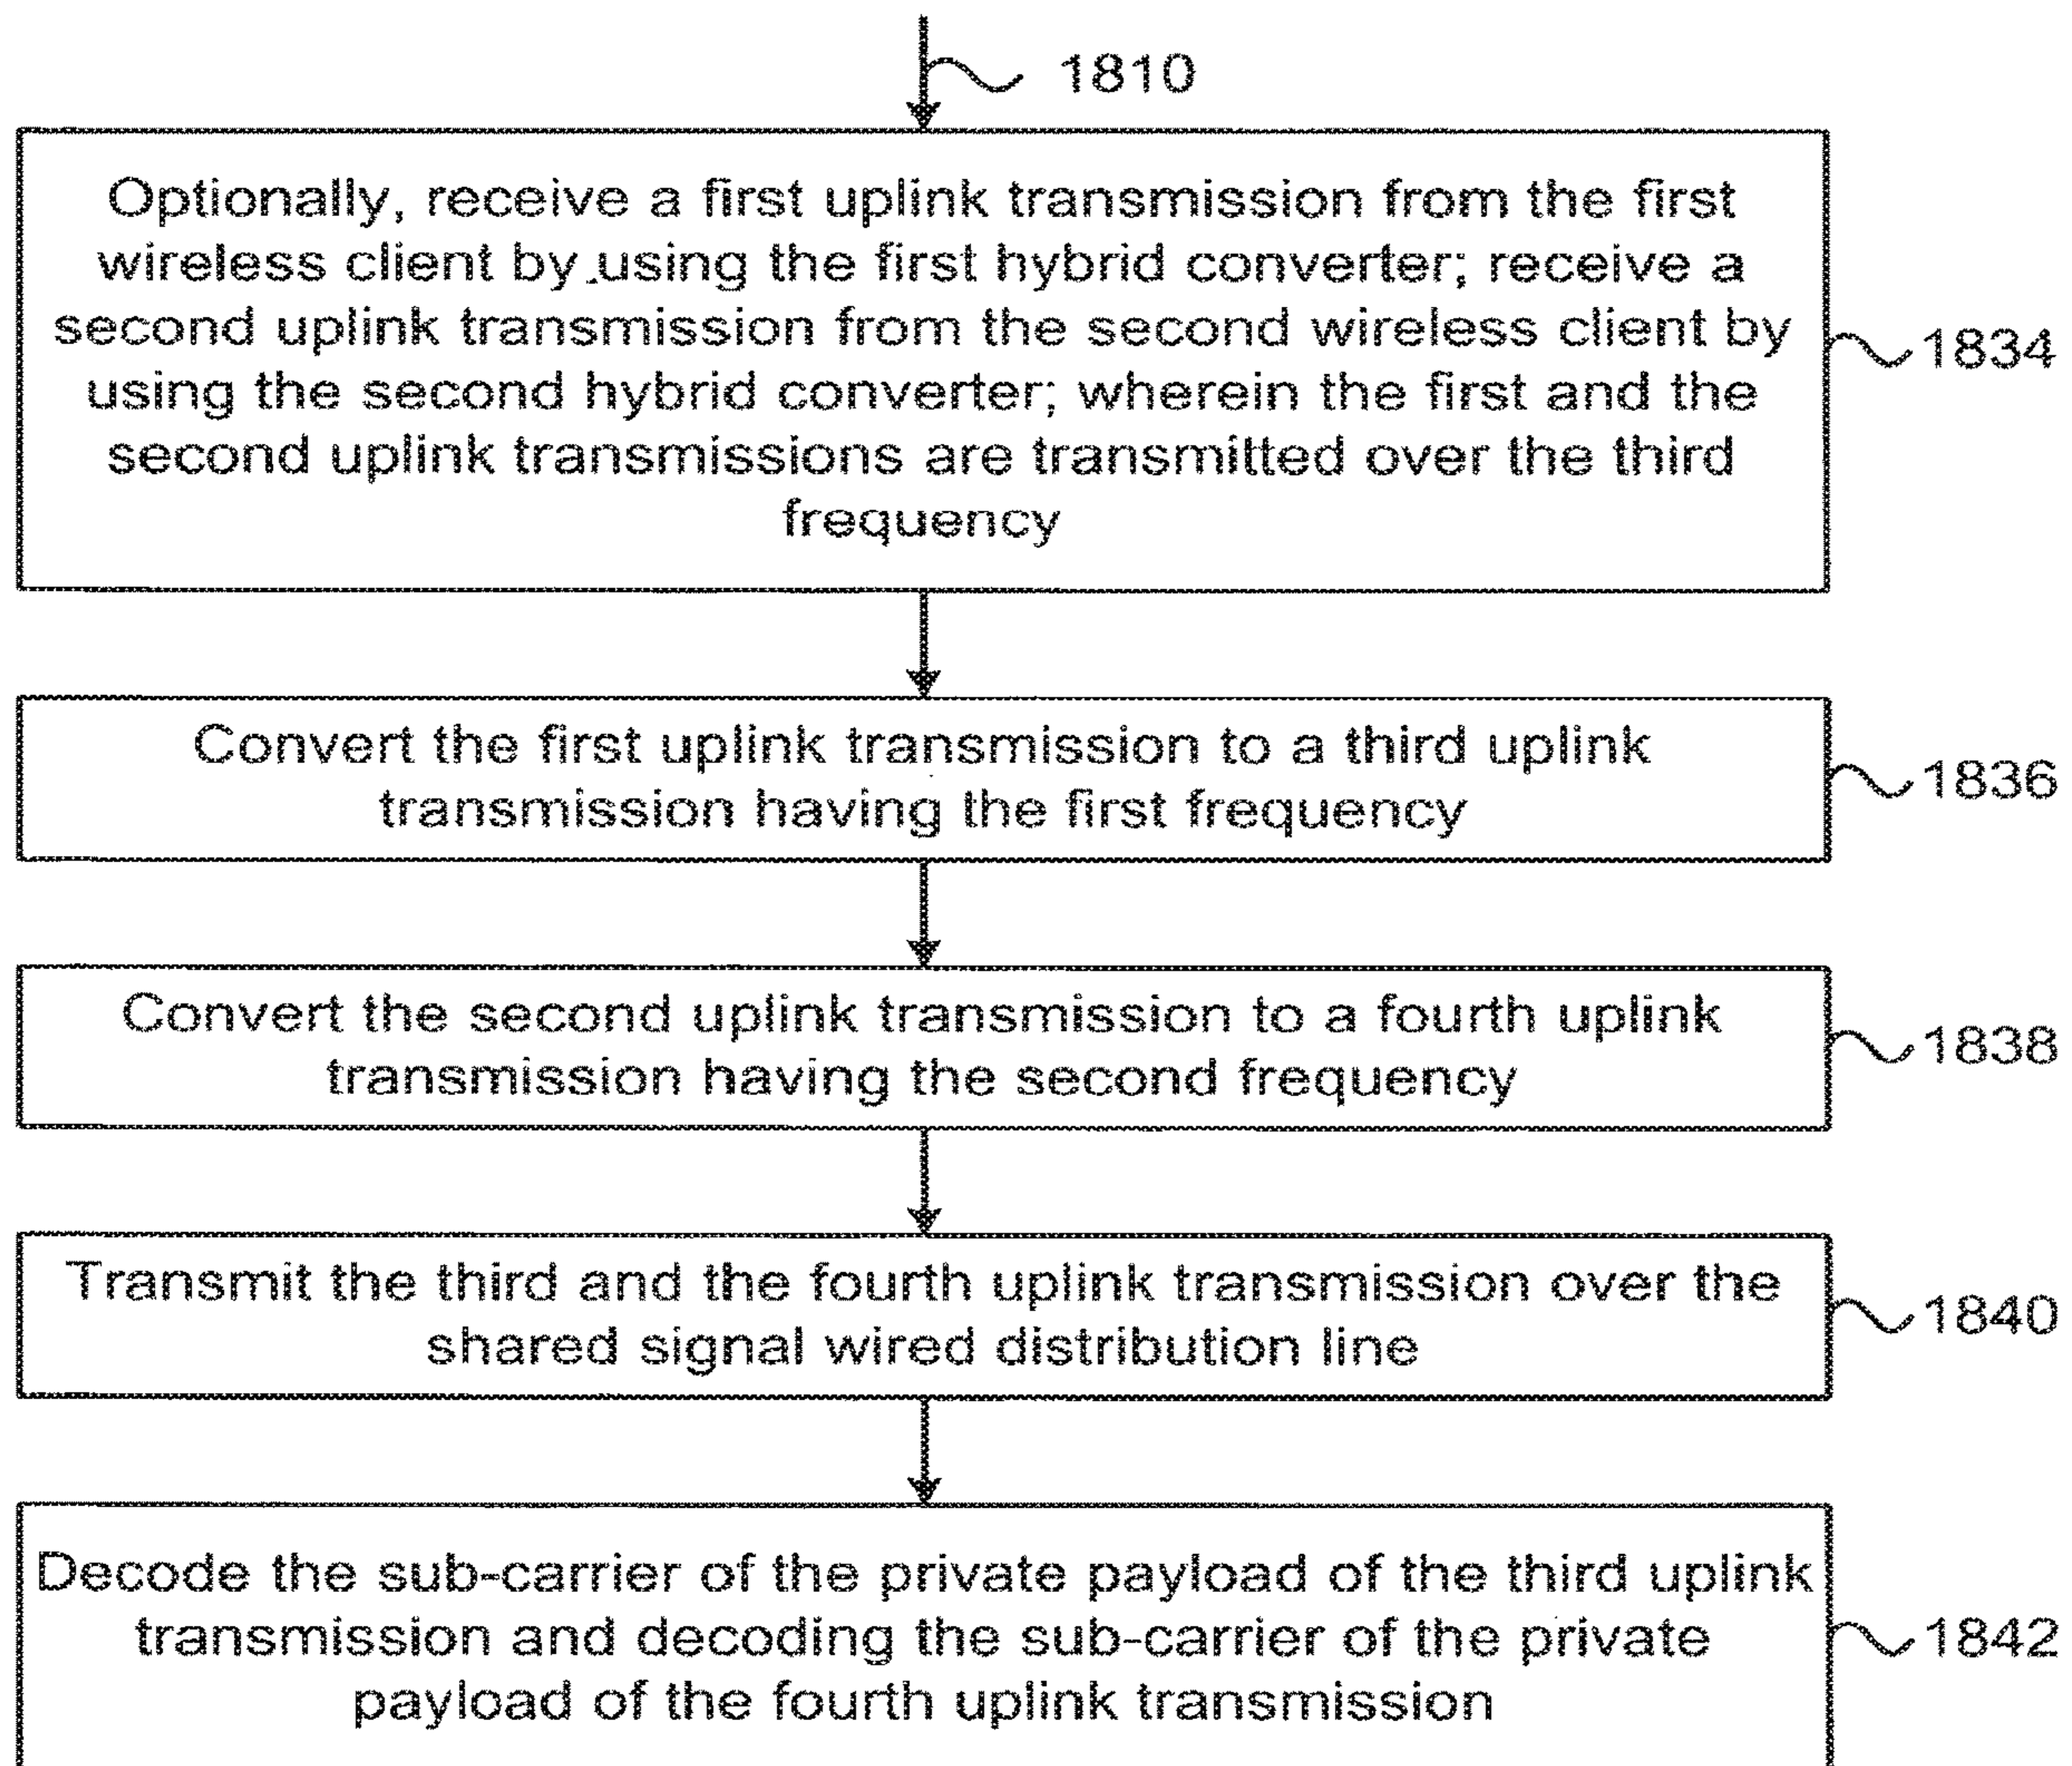 1810
Optionally, receive a first uplink transmission from the first
wireless client by using the first hybrid converter; receive a
second uplink transmission from the second wireless client by
using the second hybrid converter; wherein the first and the
second uplink transmissions are transmitted over the third
frequency
1834
Convert the first uplink transmission to a third uplink
transmission having the first frequency
1836
Convert the second uplink transmission to a fourth uplink
transmission having the second frequency
1838
Transmit the third and the fourth uplink transmission over the
shared signal wired distribution line
1840
Decode the sub-carrier of the private payload of the third uplink
transmission and decoding the sub-carrier of the private
payload of the fourth uplink transmission
1842